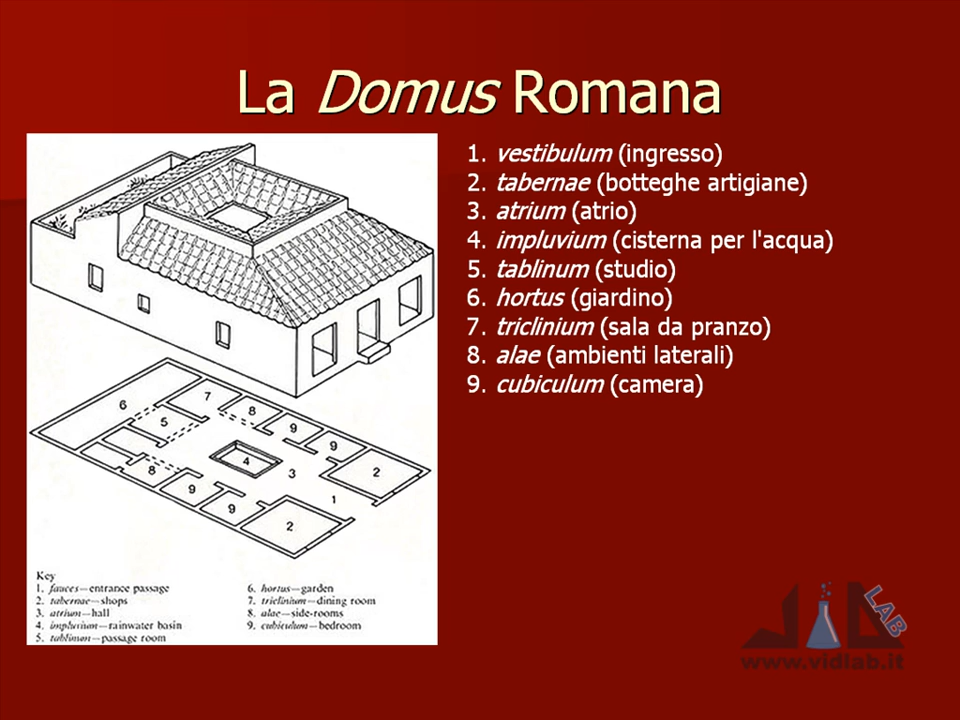 La Domus Romana
1. vestibulum (ingresso)
2. tabernae (botteghe artigiane)
3. atrium (atrio)
4. impluvium (cisterna per l'acqua)
5. tablinum (studio)
6. hortus (giardino)
7. triclinium (sala da pranzo)
8. alae (ambienti laterali)
9. cubiculum (camera)
6
7
8
9
9
2
5
4
3
1
8
9
9
2
Key
1. fauces—entrance passage
2. tabernae—shops
3. atrium—hall
4. impluvium—rainwater basin
5. tablinum—passage room
6. hortus—garden
7. triclinium—dining room
8. alae—side-rooms
9. cubiculum—bedroom
LAB
www.vidlab.it